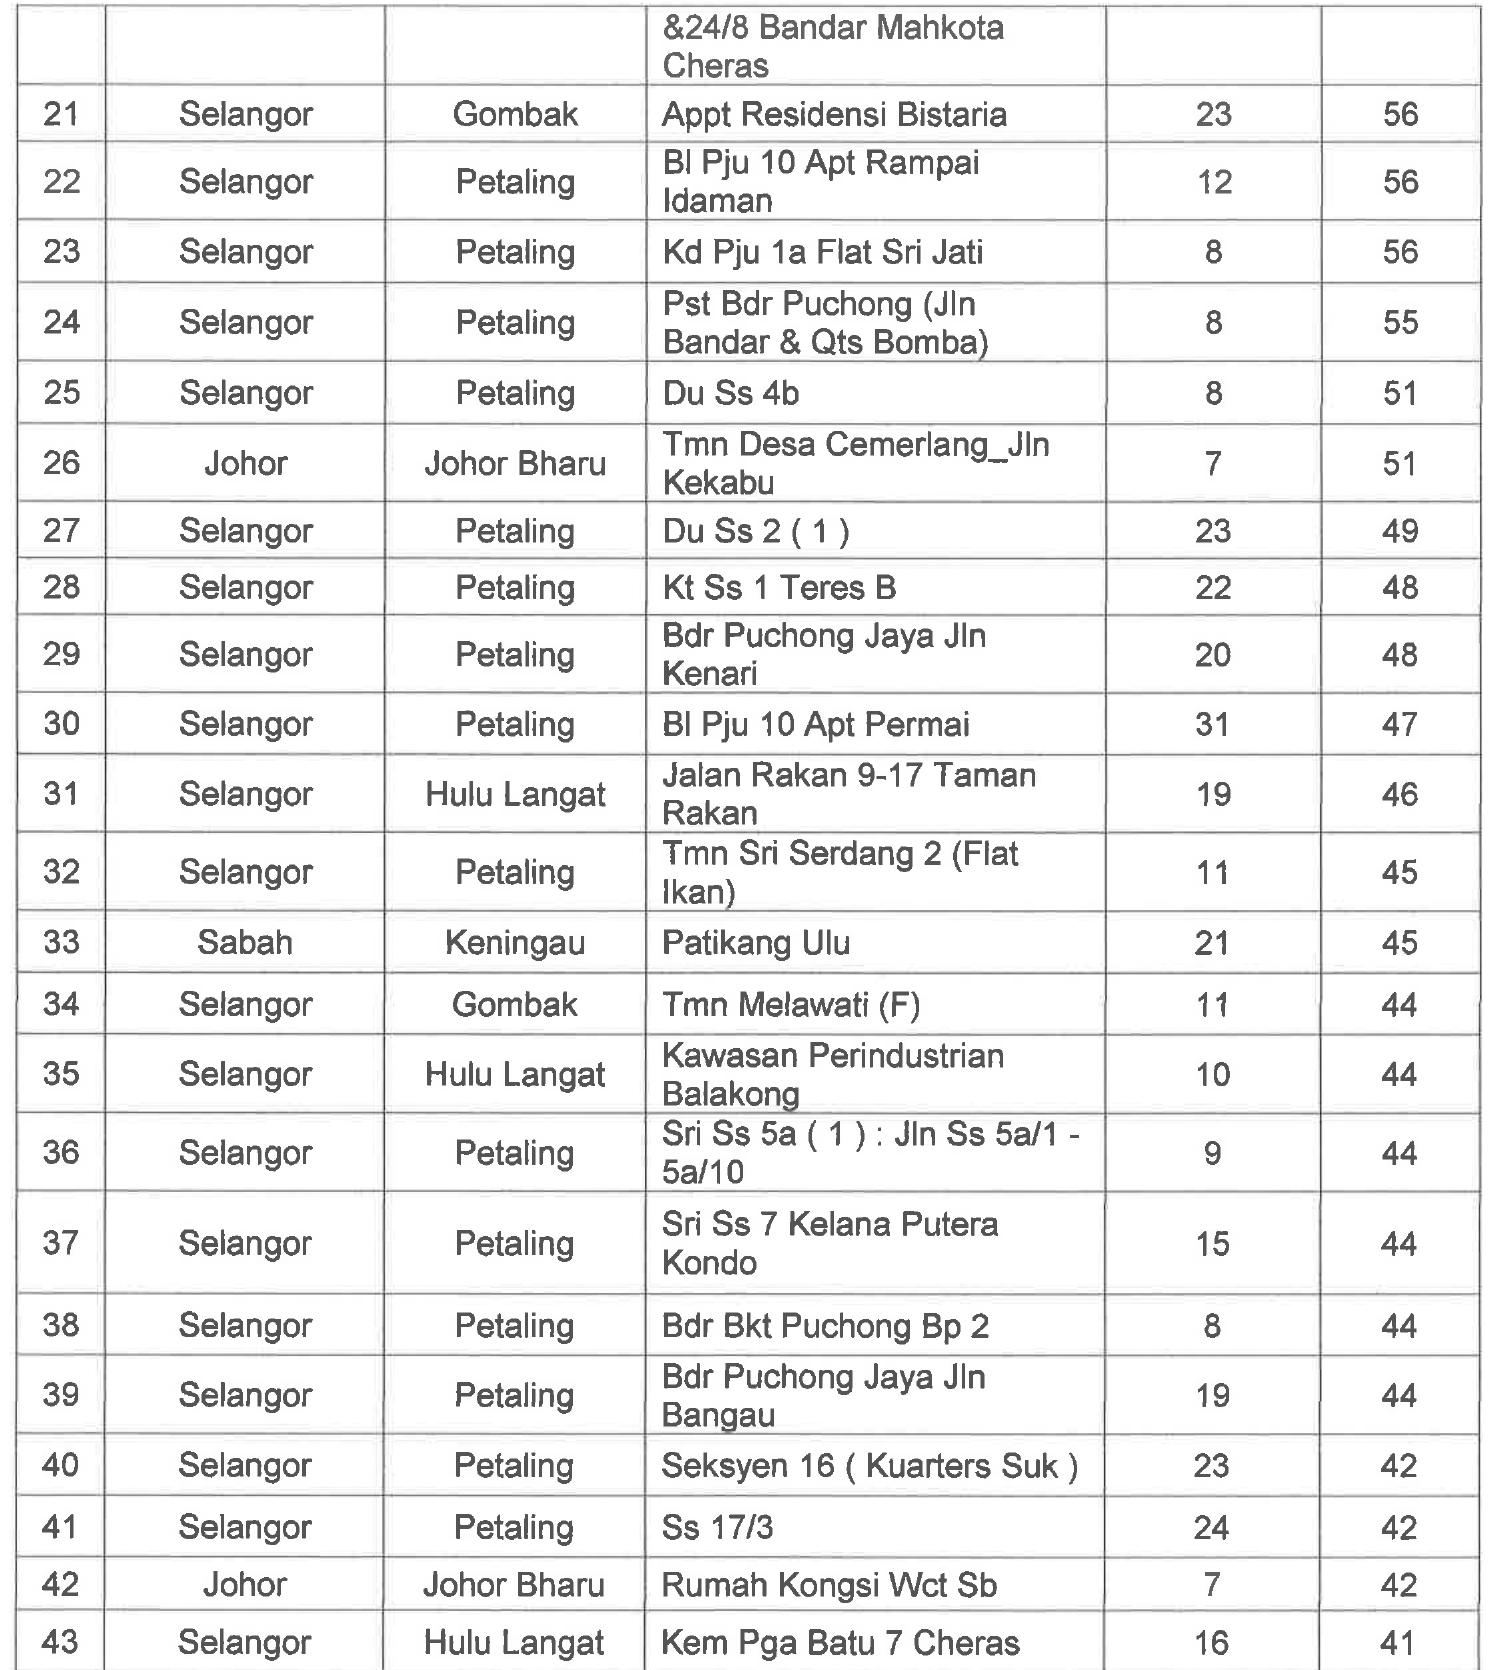 &24/8 Bandar Mahkota
Cheras
21 Selangor Gombak Appt Residensi Bistaria 23 56
22 Selangor Petaling Bl Pju 10 Apt Rampai
Idaman 12 56
23 Selangor Petaling Kd Pju 1a Flat Sri Jati 8 56
24 Selangor Petaling Pst Bdr Puchong (Jln
Bandar & Qts Bomba) 8 55
25 Selangor Petaling Du Ss 4b 8 51
26 Johor Johor Bharu Tmn Desa Cemerlang_Jln
Kekabu 7 51
27 Selangor Petaling Du Ss 2 ( 1 ) 23 49
28 Selangor Petaling Kt Ss 1 Teres B 22 48
29 Selangor Petaling Bdr Puchong Jaya Jln
Kenari 20 48
30 Selangor Petaling Bl Pju 10 Apt Permai 31 47
31 Selangor Hulu Langat Jalan Rakan 9-17 Taman
Rakan 19 46
32 Selangor Petaling Tmn Sri Serdang 2 (Flat
Ikan) 11 45
33 Sabah Keningau Patikang Ulu 21 45
34 Selangor Gombak Tmn Melawati (F) 11 44
35 Selangor Hulu Langat Kawasan Perindustrian
Balakong 10 44
36 Selangor Petaling Sri Ss 5a ( 1 ) : Jln Ss 5a/1 -
5a/10 9 44
37 Selangor Petaling Sri Ss 7 Kelana Putera
Kondo 15 44
38 Selangor Petaling Bdr Bkt Puchong Bp 2 8 44
39 Selangor Petaling Bdr Puchong Jaya Jln
Bangau 19 44
40 Selangor Petaling Seksyen 16 ( Kuarters Suk ) 23 42
41 Selangor Petaling Ss 17/3 24 42
42 Johor Johor Bharu Rumah Kongsi Wct Sb 7 42
43 Selangor Hulu Langat Kem Pga Batu 7 Cheras 16 41